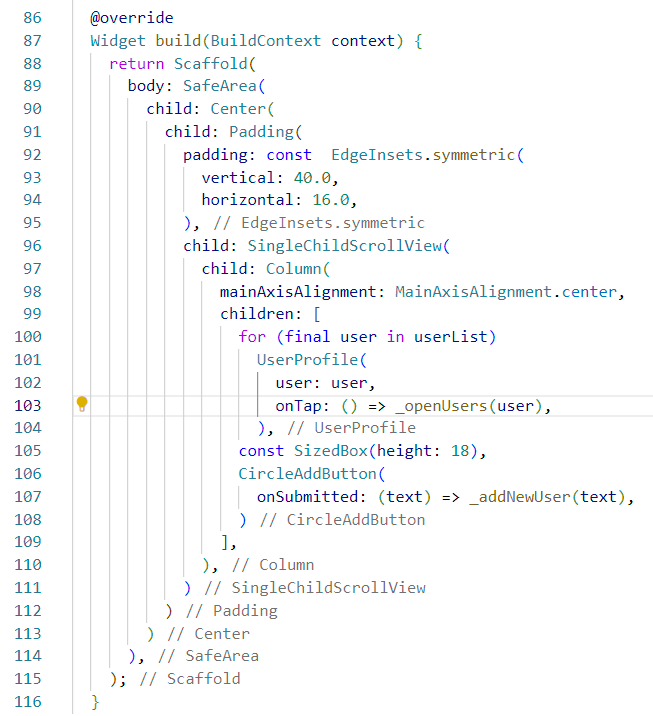 86 @override
87 Widget build(BuildContext context) {
88   return Scaffold(
89     body: SafeArea(
90       child: Center(
91         child: Padding(
92           padding: const  EdgeInsets.symmetric(
93             vertical: 40.0,
94             horizontal: 16.0,
95           ), // EdgeInsets.symmetric
96           child: SingleChildScrollView(
97             child: Column(
98               mainAxisAlignment: MainAxisAlignment.center,
99               children: [
100                 for (final user in userList)
101                   UserProfile(
102                     user: user,
103                     onTap: () => _openUsers(user),
104                   ), // UserProfile
105                 const SizedBox(height: 18),
106                 CircleAddButton(
107                   onSubmitted: (text) => _addNewUser(text),
108                 ) // CircleAddButton
109               ],
110             ), // Column
111           ) // SingleChildScrollView
112         ) // Padding
113       ) // Center
114     ), // SafeArea
115   ); // Scaffold
116 }